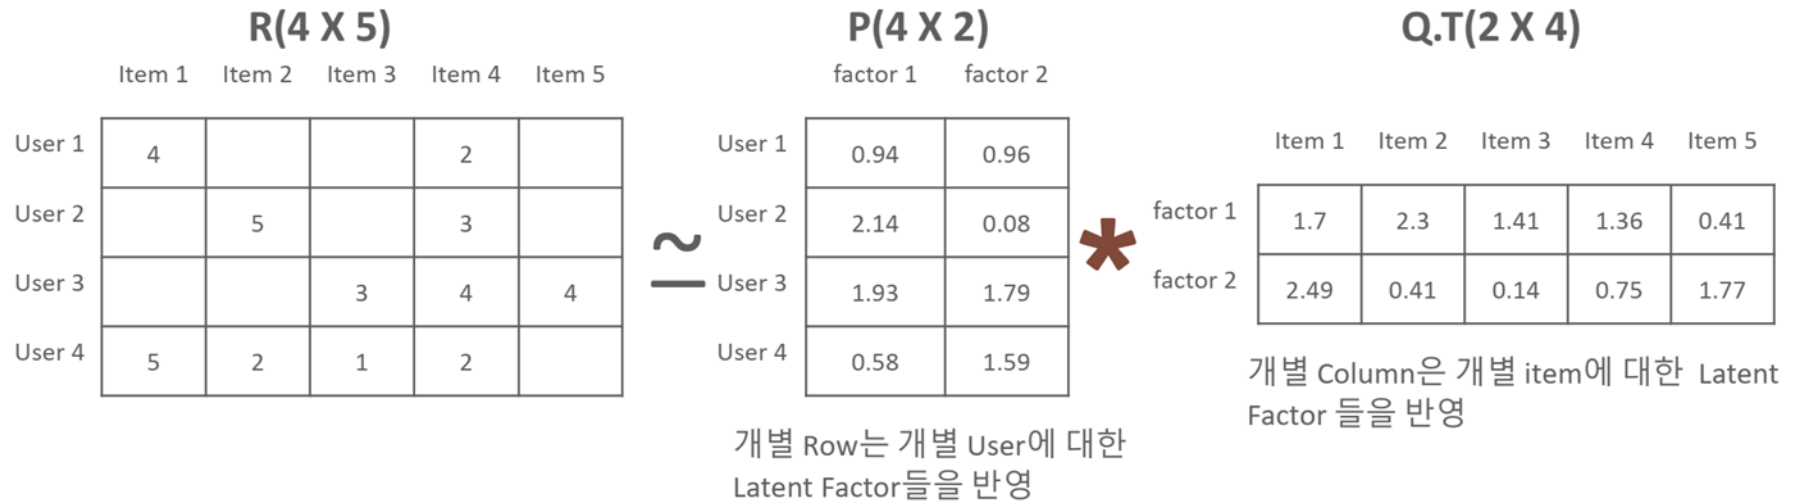 R(4 X 5) P(4 X 2) Q.T(2 X 4)
Item 1 Item 2 Item 3 Item 4 Item 5 factor 1 factor 2
User 1 4 2 User 1 0.94 0.96
Item 1 Item 2 Item 3 Item 4 Item 5
User 2 5 3 User 2 2.14 0.08
factor 1 1.7 2.3 1.41 1.36 0.41
~ *
User 3 3 4 4 User 3 1.93 1.79
factor 2 2.49 0.41 0.14 0.75 1.77
User 4 5 2 1 2 User 4 0.58 1.59
개별 Column은 개별 item에 대한 Latent
Factor 들을 반영
개별 Row는 개별 User에 대한
Latent Factor들을 반영